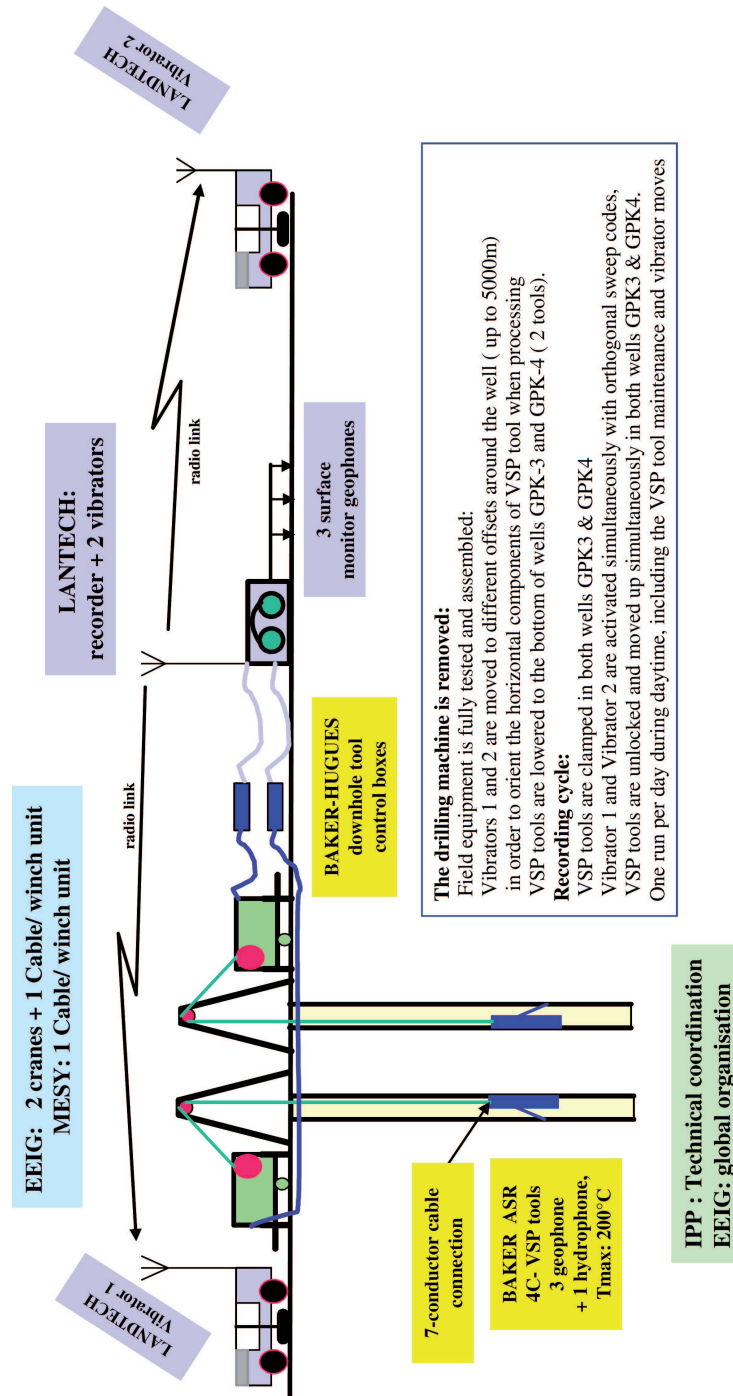 EEIG: 2 cranes + 1 Cable/ winch unit
MESY: 1 Cable/ winch unit
LANTECH:
recorder + 2 vibrators
LANDTECH
Vibrator 1
radio link
radio link
LANDTECH
Vibrator 2
BAKER-HUGUES
downhole tool
control boxes
3 surface
monitor geophones
7-conductor cable
connection
BAKER ASR
4C- VSP tools
3 geophone
+ 1 hydrophone,
Tmax: 200°C
The drilling machine is removed:
Field equipment is fully tested and assembled:
Vibrators 1 and 2 are moved to different offsets around the well ( up to 5000m)
in order to orient the horizontal components of VSP tool when processing
VSP tools are lowered to the bottom of wells GPK-3 and GPK-4 ( 2 tools).
Recording cycle:
VSP tools are clamped in both wells GPK3 & GPK4
Vibrator 1 and Vibrator 2 are activated simultaneously with orthogonal sweep codes,
VSP tools are unlocked and moved up simultaneously in both wells GPK3 & GPK4.
One run per day during daytime, including the VSP tool maintenance and vibrator moves
IPP : Technical coordination
EEIG: global organisation